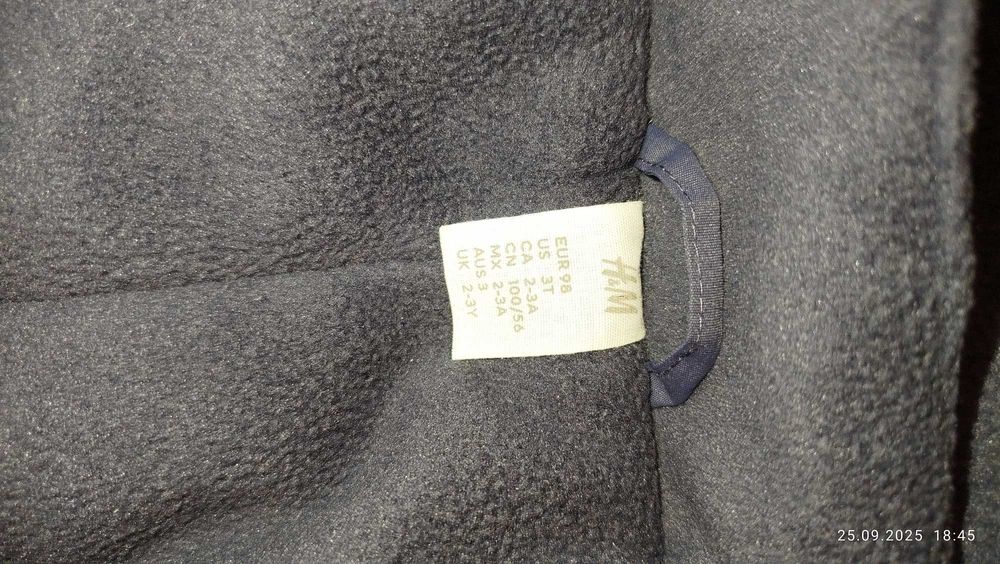 H&M
EUR 98
US 3T
CA 2-3A
CN 100/56
MX 2-3A
AUS 3
UK 2-3Y
25.09.2025 18:45